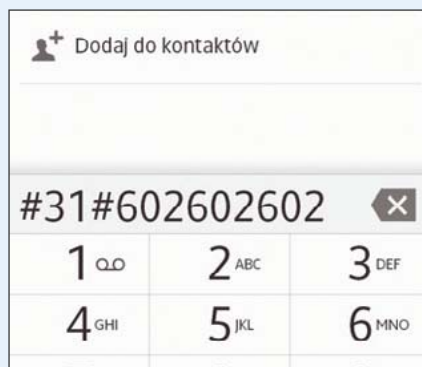 Dodaj do kontaktów
#31#602602602
1 2 ABC 3 DEF
4 GHI 5 JKL 6 MNO